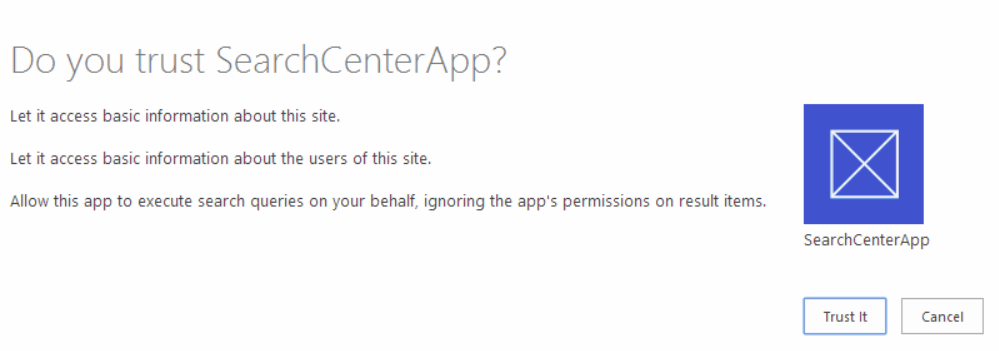 Do you trust SearchCenterApp?
Let it access basic information about this site.
Let it access basic information about the users of this site.
Allow this app to execute search queries on your behalf, ignoring the app's permissions on result items.
SearchCenterApp
Trust It
Cancel